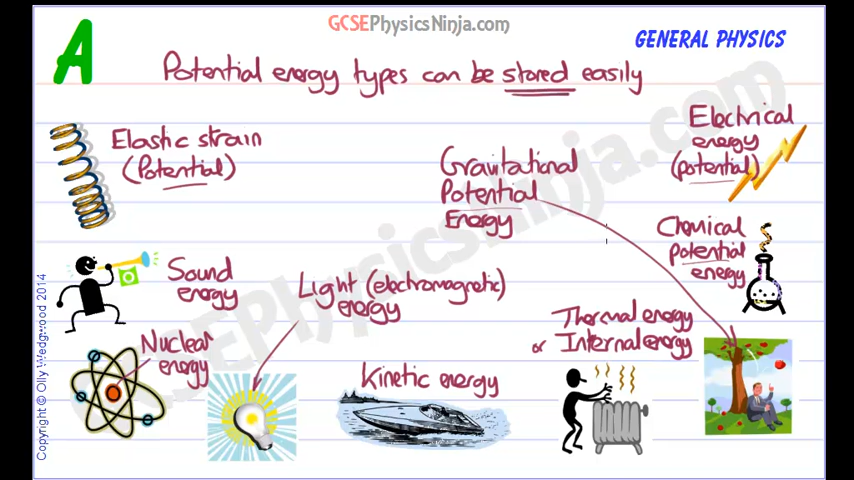 GCSEPhysicsNinja.com
A
GENERAL PHYSICS
Potential energy types can be stored easily
Elastic strain
(Potential)
Gravitational
Potential
Energy
Electrical
energy
(potential)
Chemical
potential
energy
Sound
energy
Light (electromagnetic)
energy
Thermal energy
or Internal energy
Nuclear
energy
Kinetic energy
Copyright © Olly Wedgwood 2014
GCSEPhysicsNinja.com